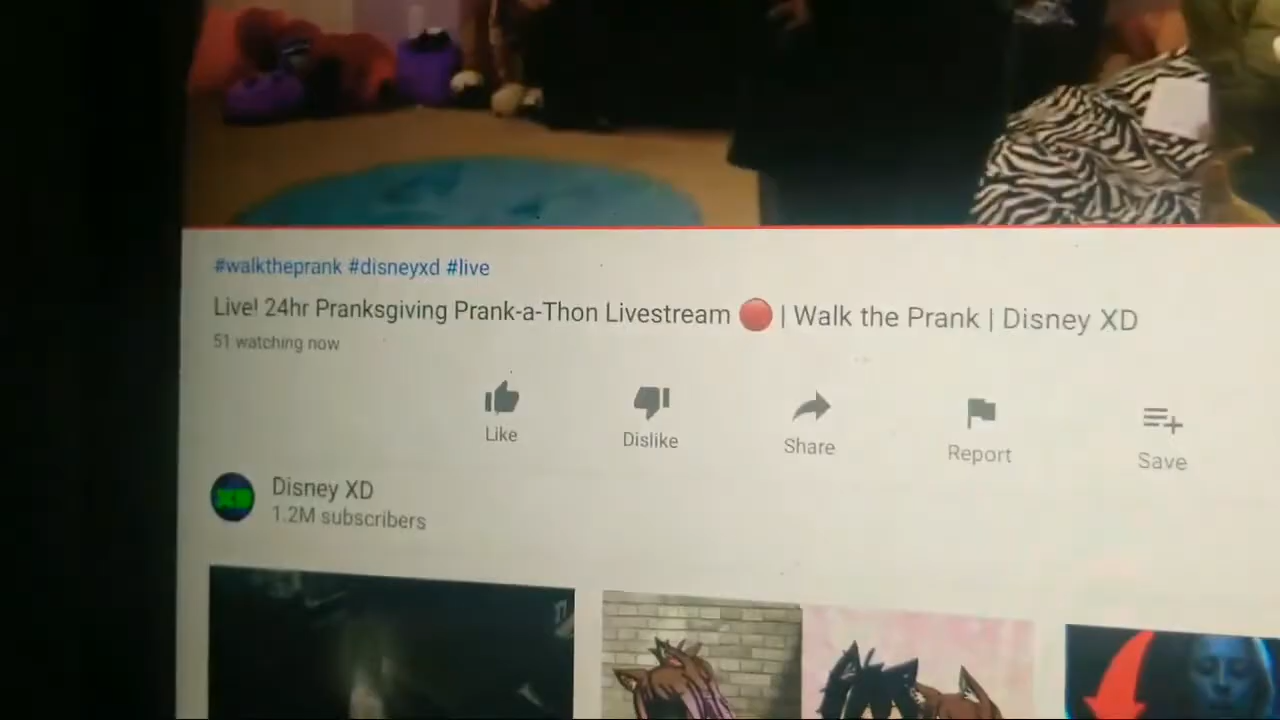 #walktheprank #disneyxd #live
Live! 24hr Pranksgiving Prank-a-Thon Livestream 🔴 | Walk the Prank | Disney XD
51 watching now
Like
Dislike
Share
Report
Save
XD
Disney XD
1.2M subscribers